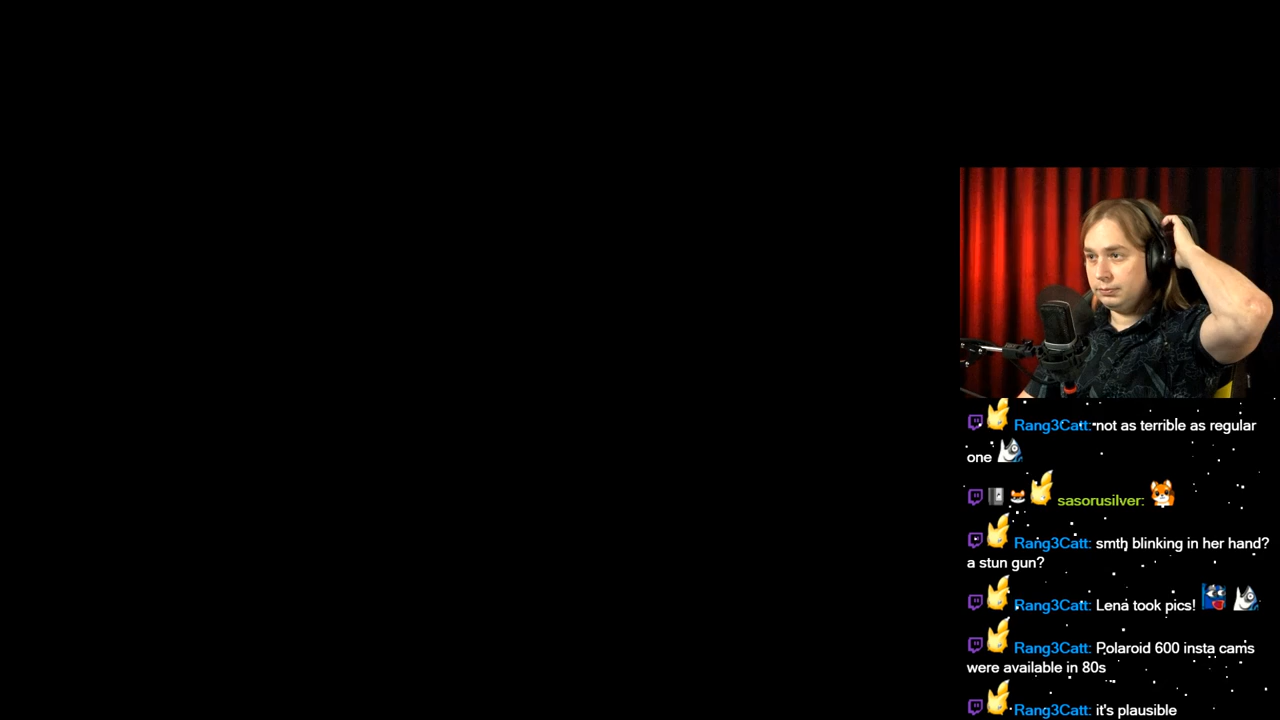 Rang3Catt: not as terrible as regular
one
sasorusilver:
Rang3Catt: smth blinking in her hand?
a stun gun?
Rang3Catt: Lena took pics!
Rang3Catt: Polaroid 600 insta cams
were available in 80s
Rang3Catt: it's plausible